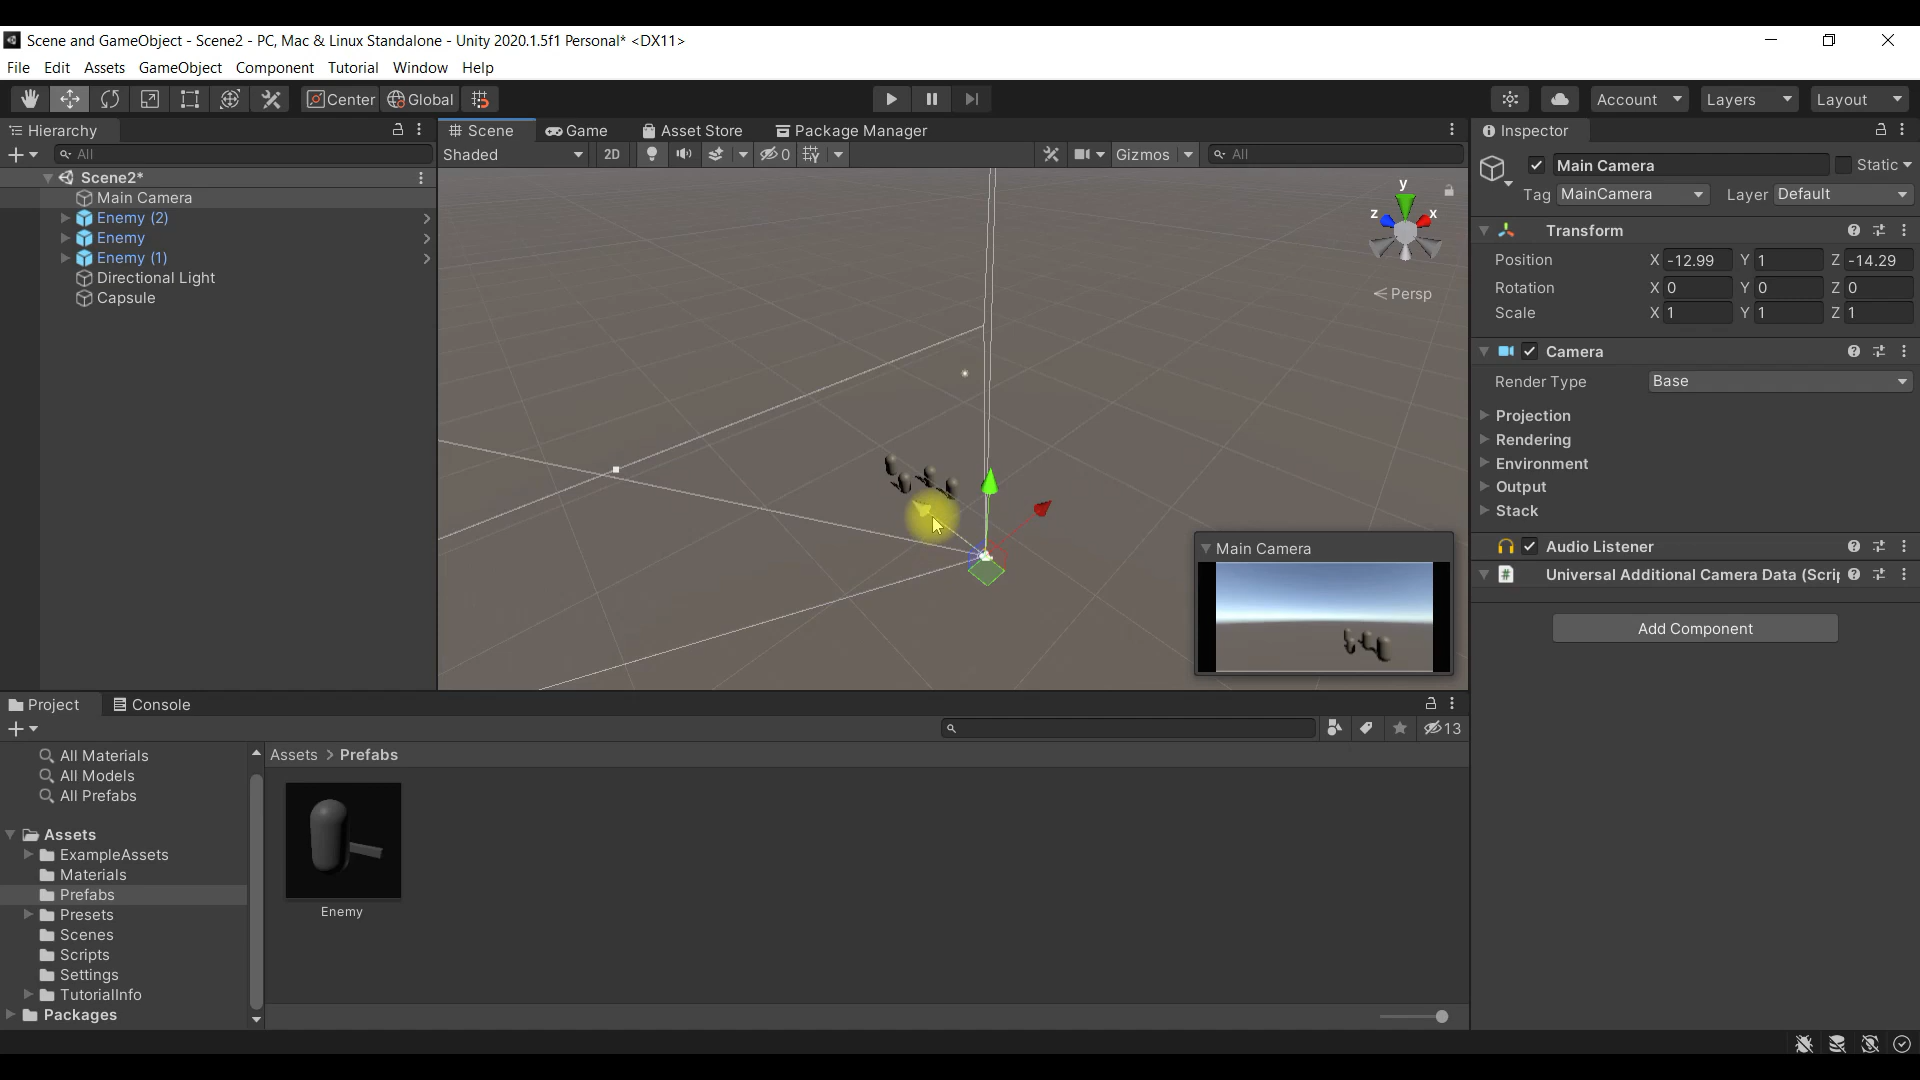 Scene and GameObject - Scene2 - PC, Mac & Linux Standalone - Unity 2020.1.5f1 Personal* <DX11>
File Edit Assets GameObject Component Tutorial Window Help
Center Global Account Layers Layout
Hierarchy
All
Scene2*
Main Camera
Enemy (2)
Enemy
Enemy (1)
Directional Light
Capsule
Scene Game Asset Store Package Manager
Shaded 2D 0 Gizmos All
y
z x
Persp
Main Camera
Inspector
Main Camera Static
Tag MainCamera Layer Default
Transform
Position X -12.99 Y 1 Z -14.29
Rotation X 0 Y 0 Z 0
Scale X 1 Y 1 Z 1
Camera
Render Type Base
Projection
Rendering
Environment
Output
Stack
Audio Listener
# Universal Additional Camera Data (Scrip
Add Component
Project Console
13
All Materials
All Models
All Prefabs
Assets
ExampleAssets
Materials
Prefabs
Presets
Scenes
Scripts
Settings
TutorialInfo
Packages
Assets > Prefabs
Enemy